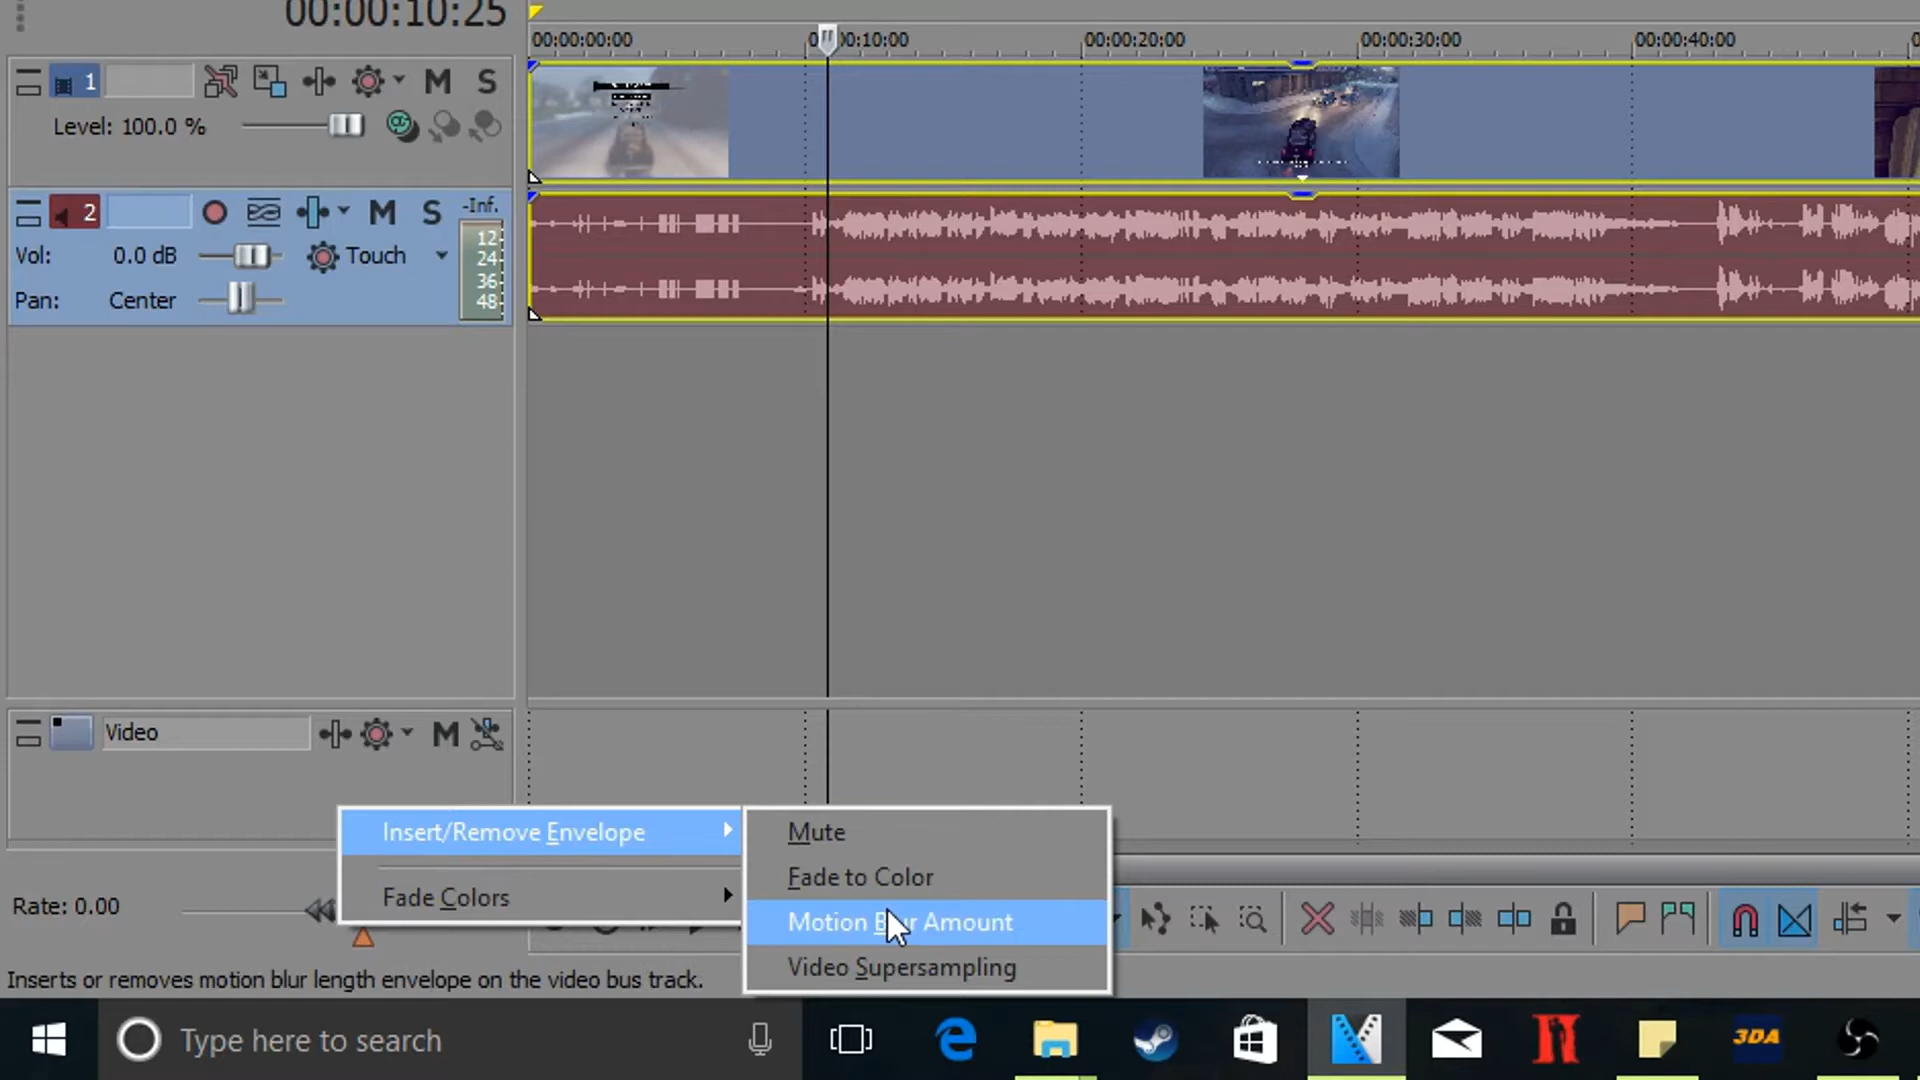 00:00:10:25
00:00:00:00
00:00:10:00
00:00:20:00
00:00:30:00
00:00:40:00
1
M
S
Level: 100.0 %
2
M
S
-Inf.
12
24
36
48
Vol:
0.0 dB
Touch
Pan:
Center
Video
M
Insert/Remove Envelope
Fade Colors
Mute
Fade to Color
Motion Blur Amount
Video Supersampling
Rate: 0.00
Inserts or removes motion blur length envelope on the video bus track.
Type here to search
3DA